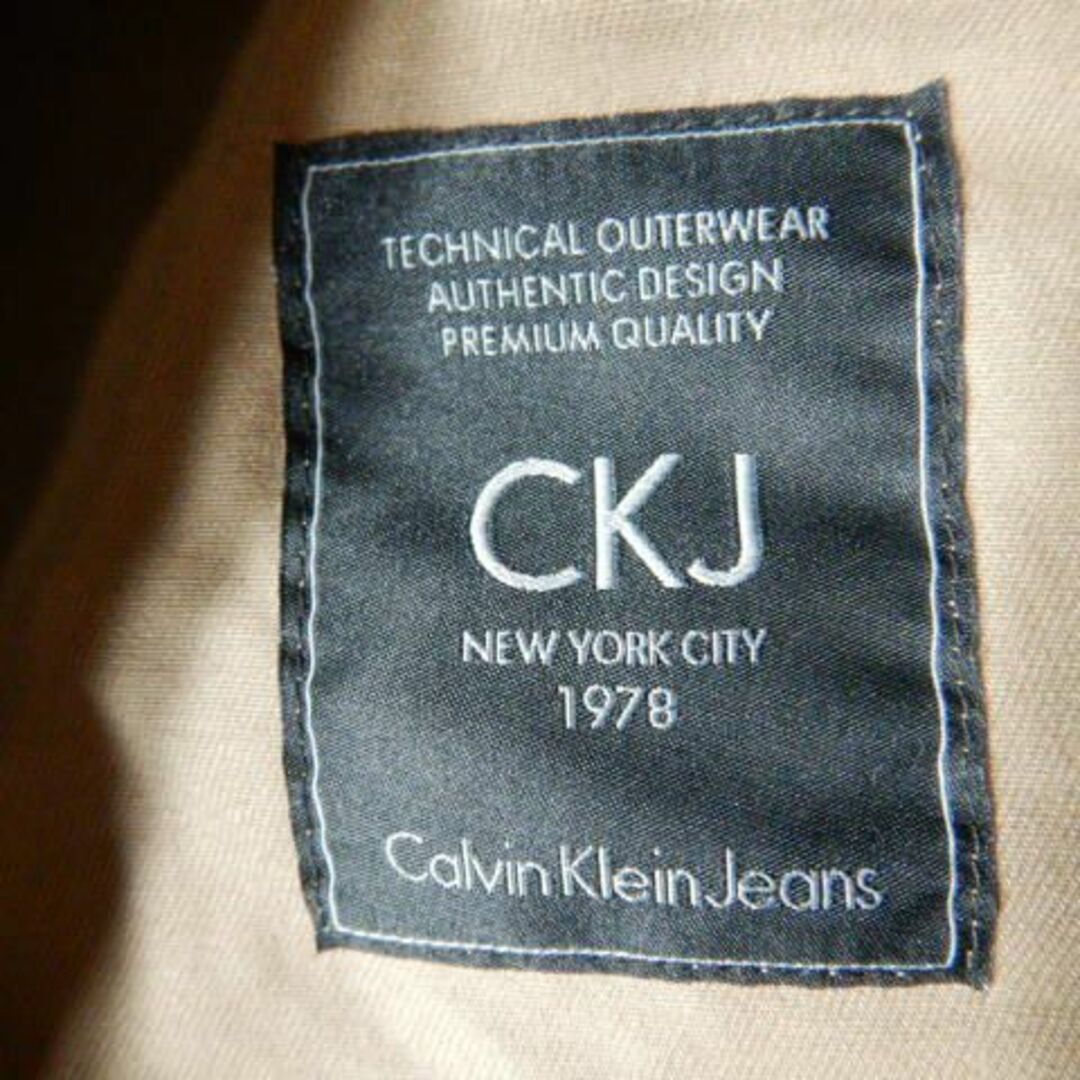 TECHNICAL OUTERWEAR
AUTHENTIC DESIGN
PREMIUM QUALITY
CKJ
NEW YORK CITY
1978
Calvin Klein Jeans